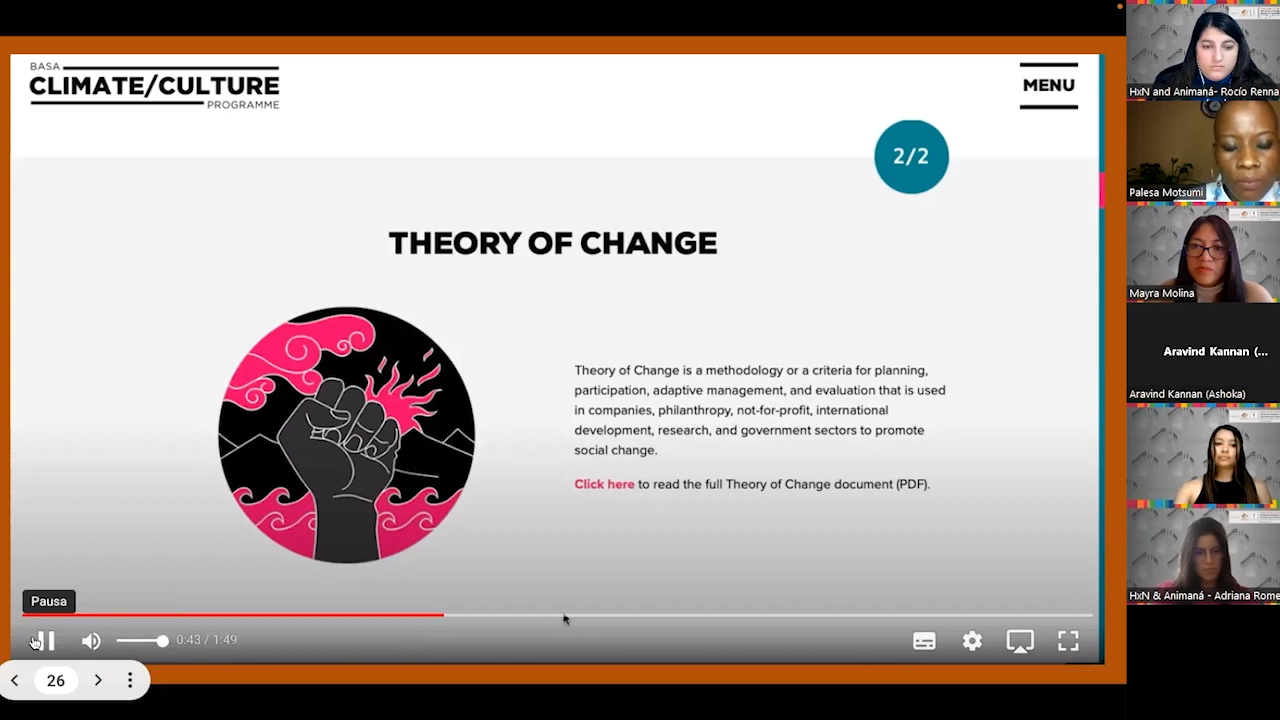 BASA
CLIMATE/CULTURE
PROGRAMME
MENU
2/2
THEORY OF CHANGE
Theory of Change is a methodology or a criteria for planning,
participation, adaptive management, and evaluation that is used
in companies, philanthropy, not-for-profit, international
development, research, and government sectors to promote
social change.
Click here to read the full Theory of Change document (PDF).
Pausa
0:43 / 1:49
26
HxN and Animaná- Rocío Renna
Palesa Motsumi
Mayra Molina
Aravind Kannan (...
Aravind Kannan (Ashoka)
HxN & Animaná - Adriana Rome